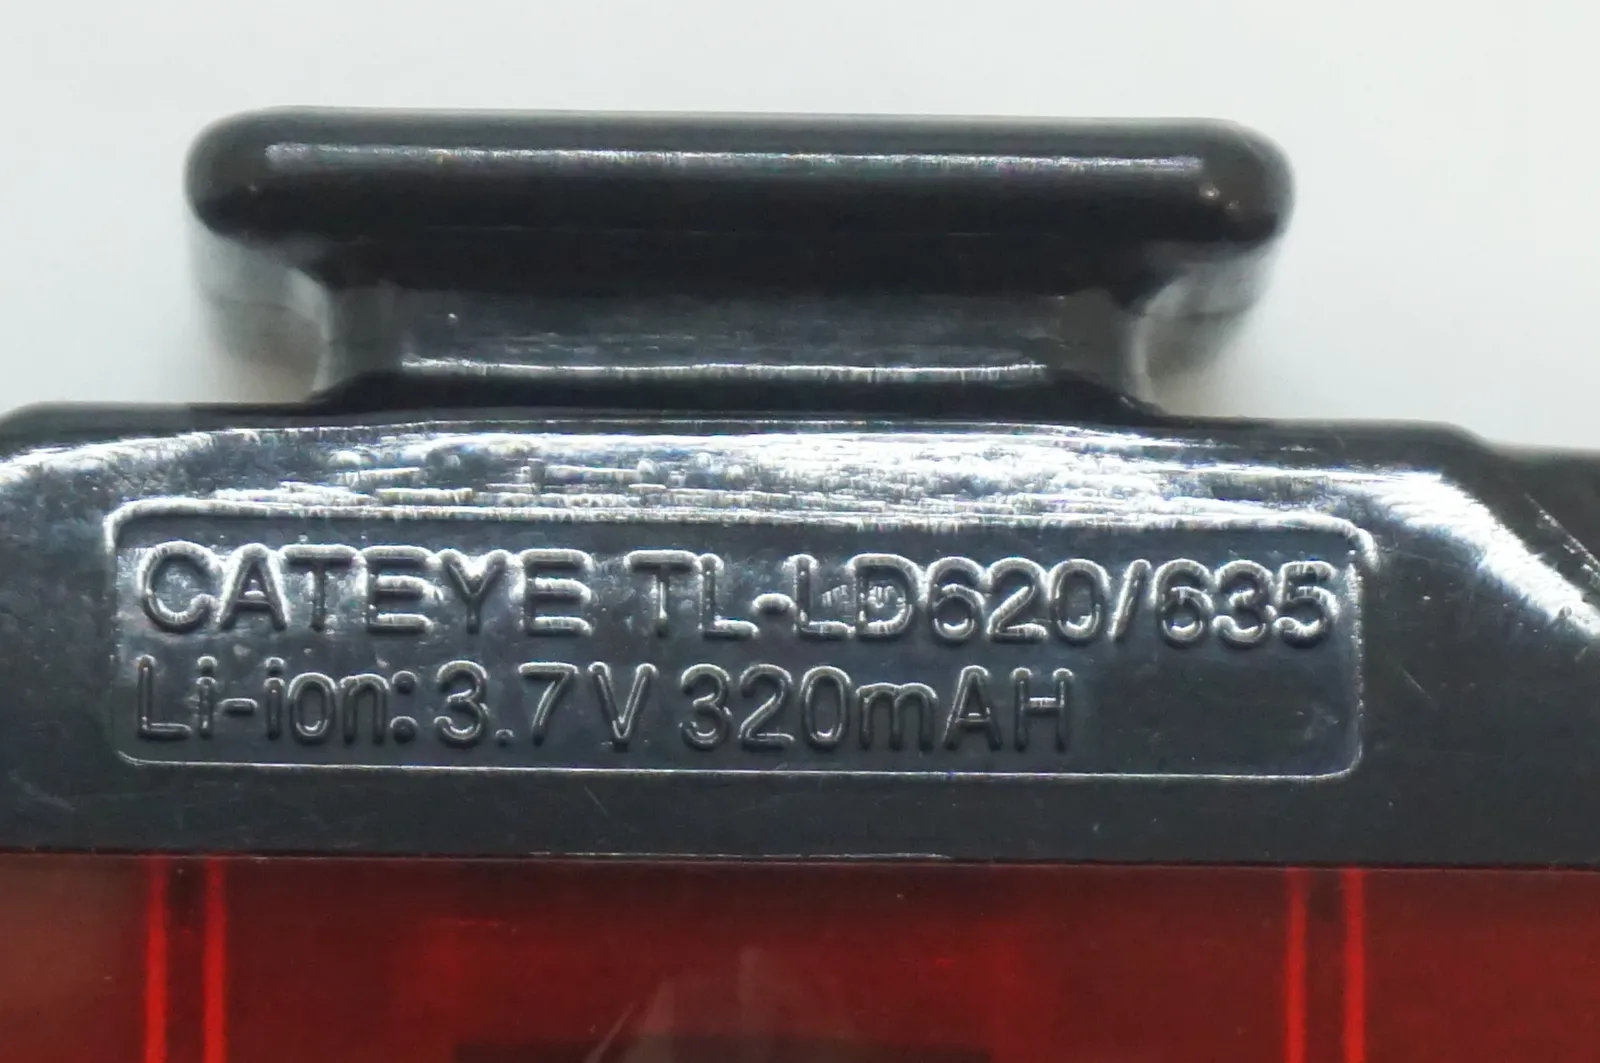 CATEYE TL-LD620/635
Li-ion: 3.7V 320mAH